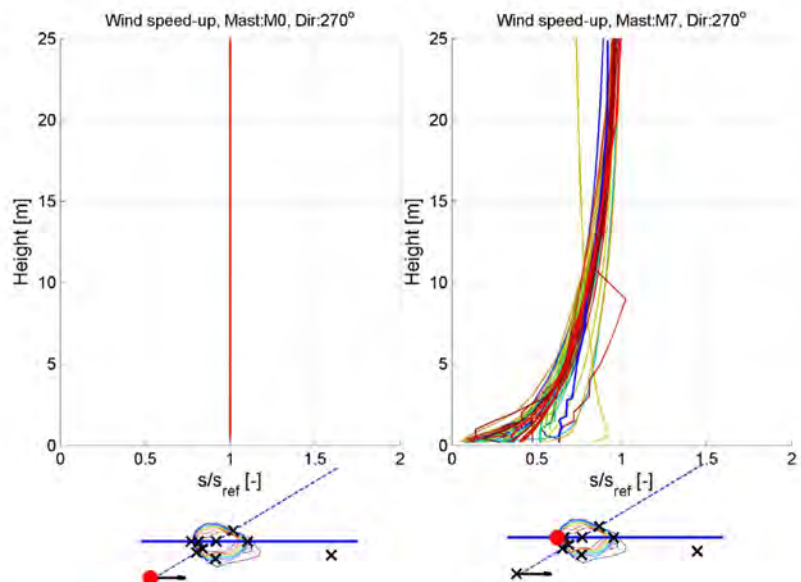 Wind speed-up, Mast:M0, Dir:270°
25
20
15
10
5
0
Height [m]
0 0.5 1 1.5 2
s/s_ref [-]
Wind speed-up, Mast:M7, Dir:270°
25
20
15
10
5
0
Height [m]
0 0.5 1 1.5 2
s/s_ref [-]